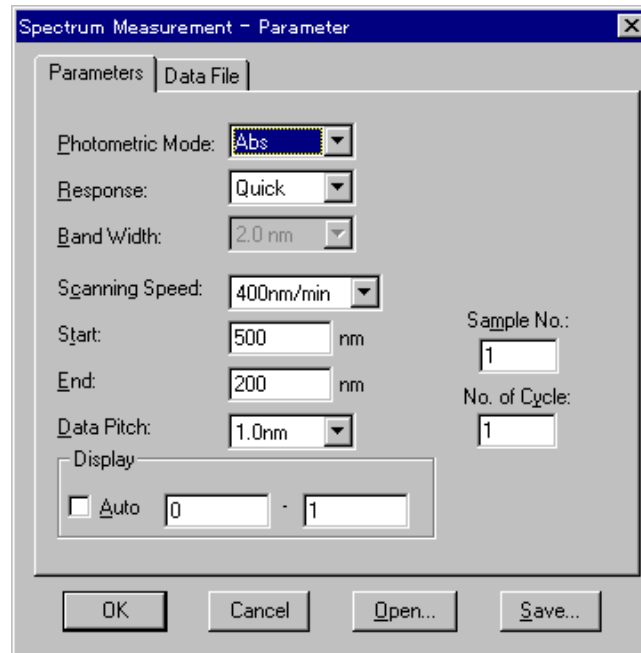 Spectrum Measurement - Parameter
Parameters Data File
Photometric Mode: Abs
Response: Quick
Band Width: 2.0 nm
Scanning Speed: 400nm/min
Start: 500 nm
Sample No.:
1
End: 200 nm
No. of Cycle:
1
Data Pitch: 1.0nm
Display
Auto 0 - 1
OK Cancel Open... Save...